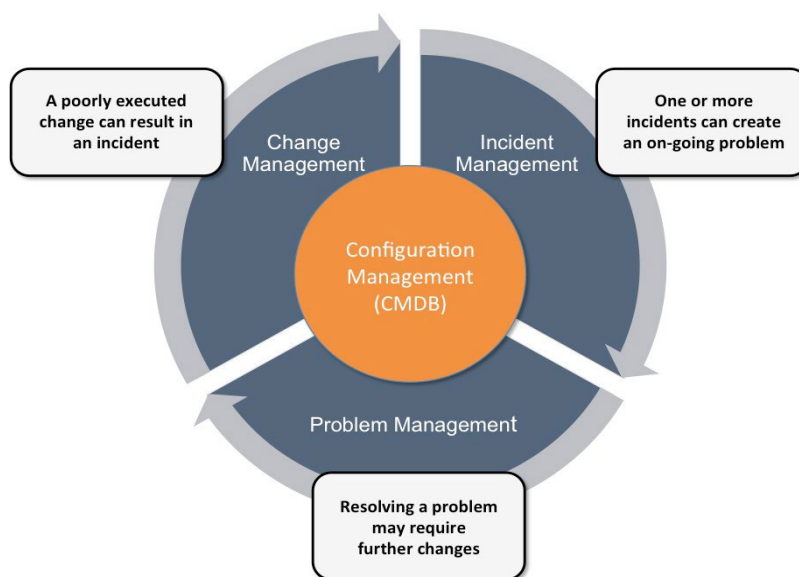 A poorly executed
change can result in
an incident
One or more
incidents can create
an on-going problem
Change
Management
Incident
Management
Configuration
Management
(CMDB)
Problem Management
Resolving a problem
may require
further changes